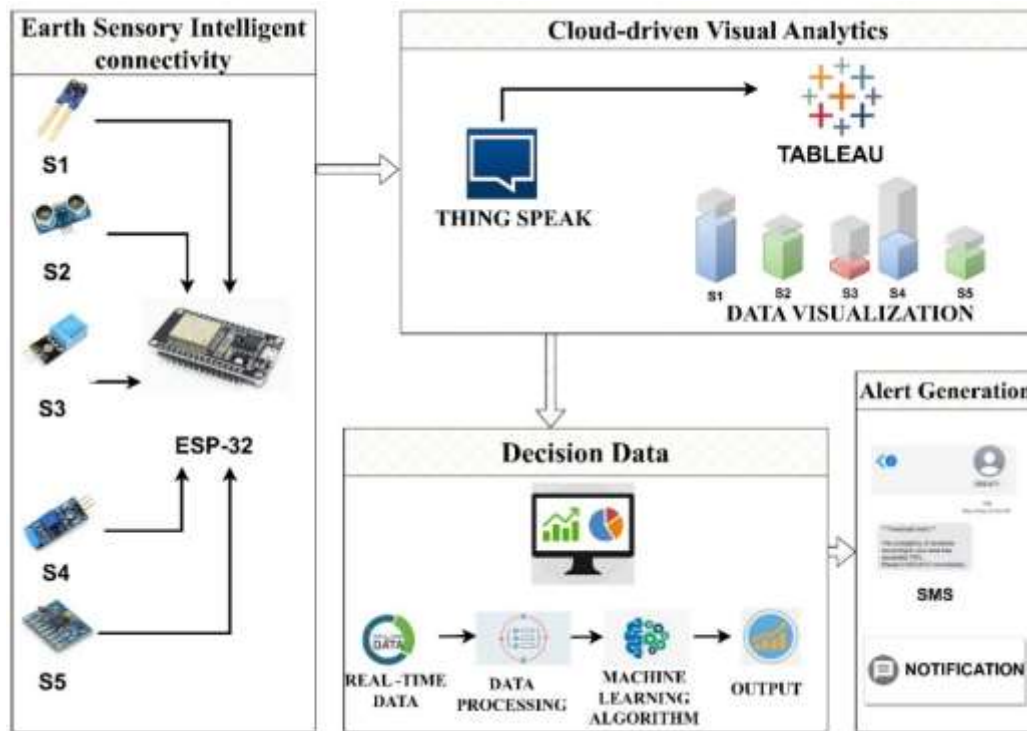 Earth Sensory Intelligent
connectivity
S1
S2
S3
ESP-32
S4
S5
Cloud-driven Visual Analytics
THING SPEAK
TABLEAU
S1 S2 S3 S4 S5
DATA VISUALIZATION
Decision Data
REAL-TIME
DATA
DATA
PROCESSING
MACHINE
LEARNING
ALGORITHM
OUTPUT
Alert Generation
SMS
NOTIFICATION